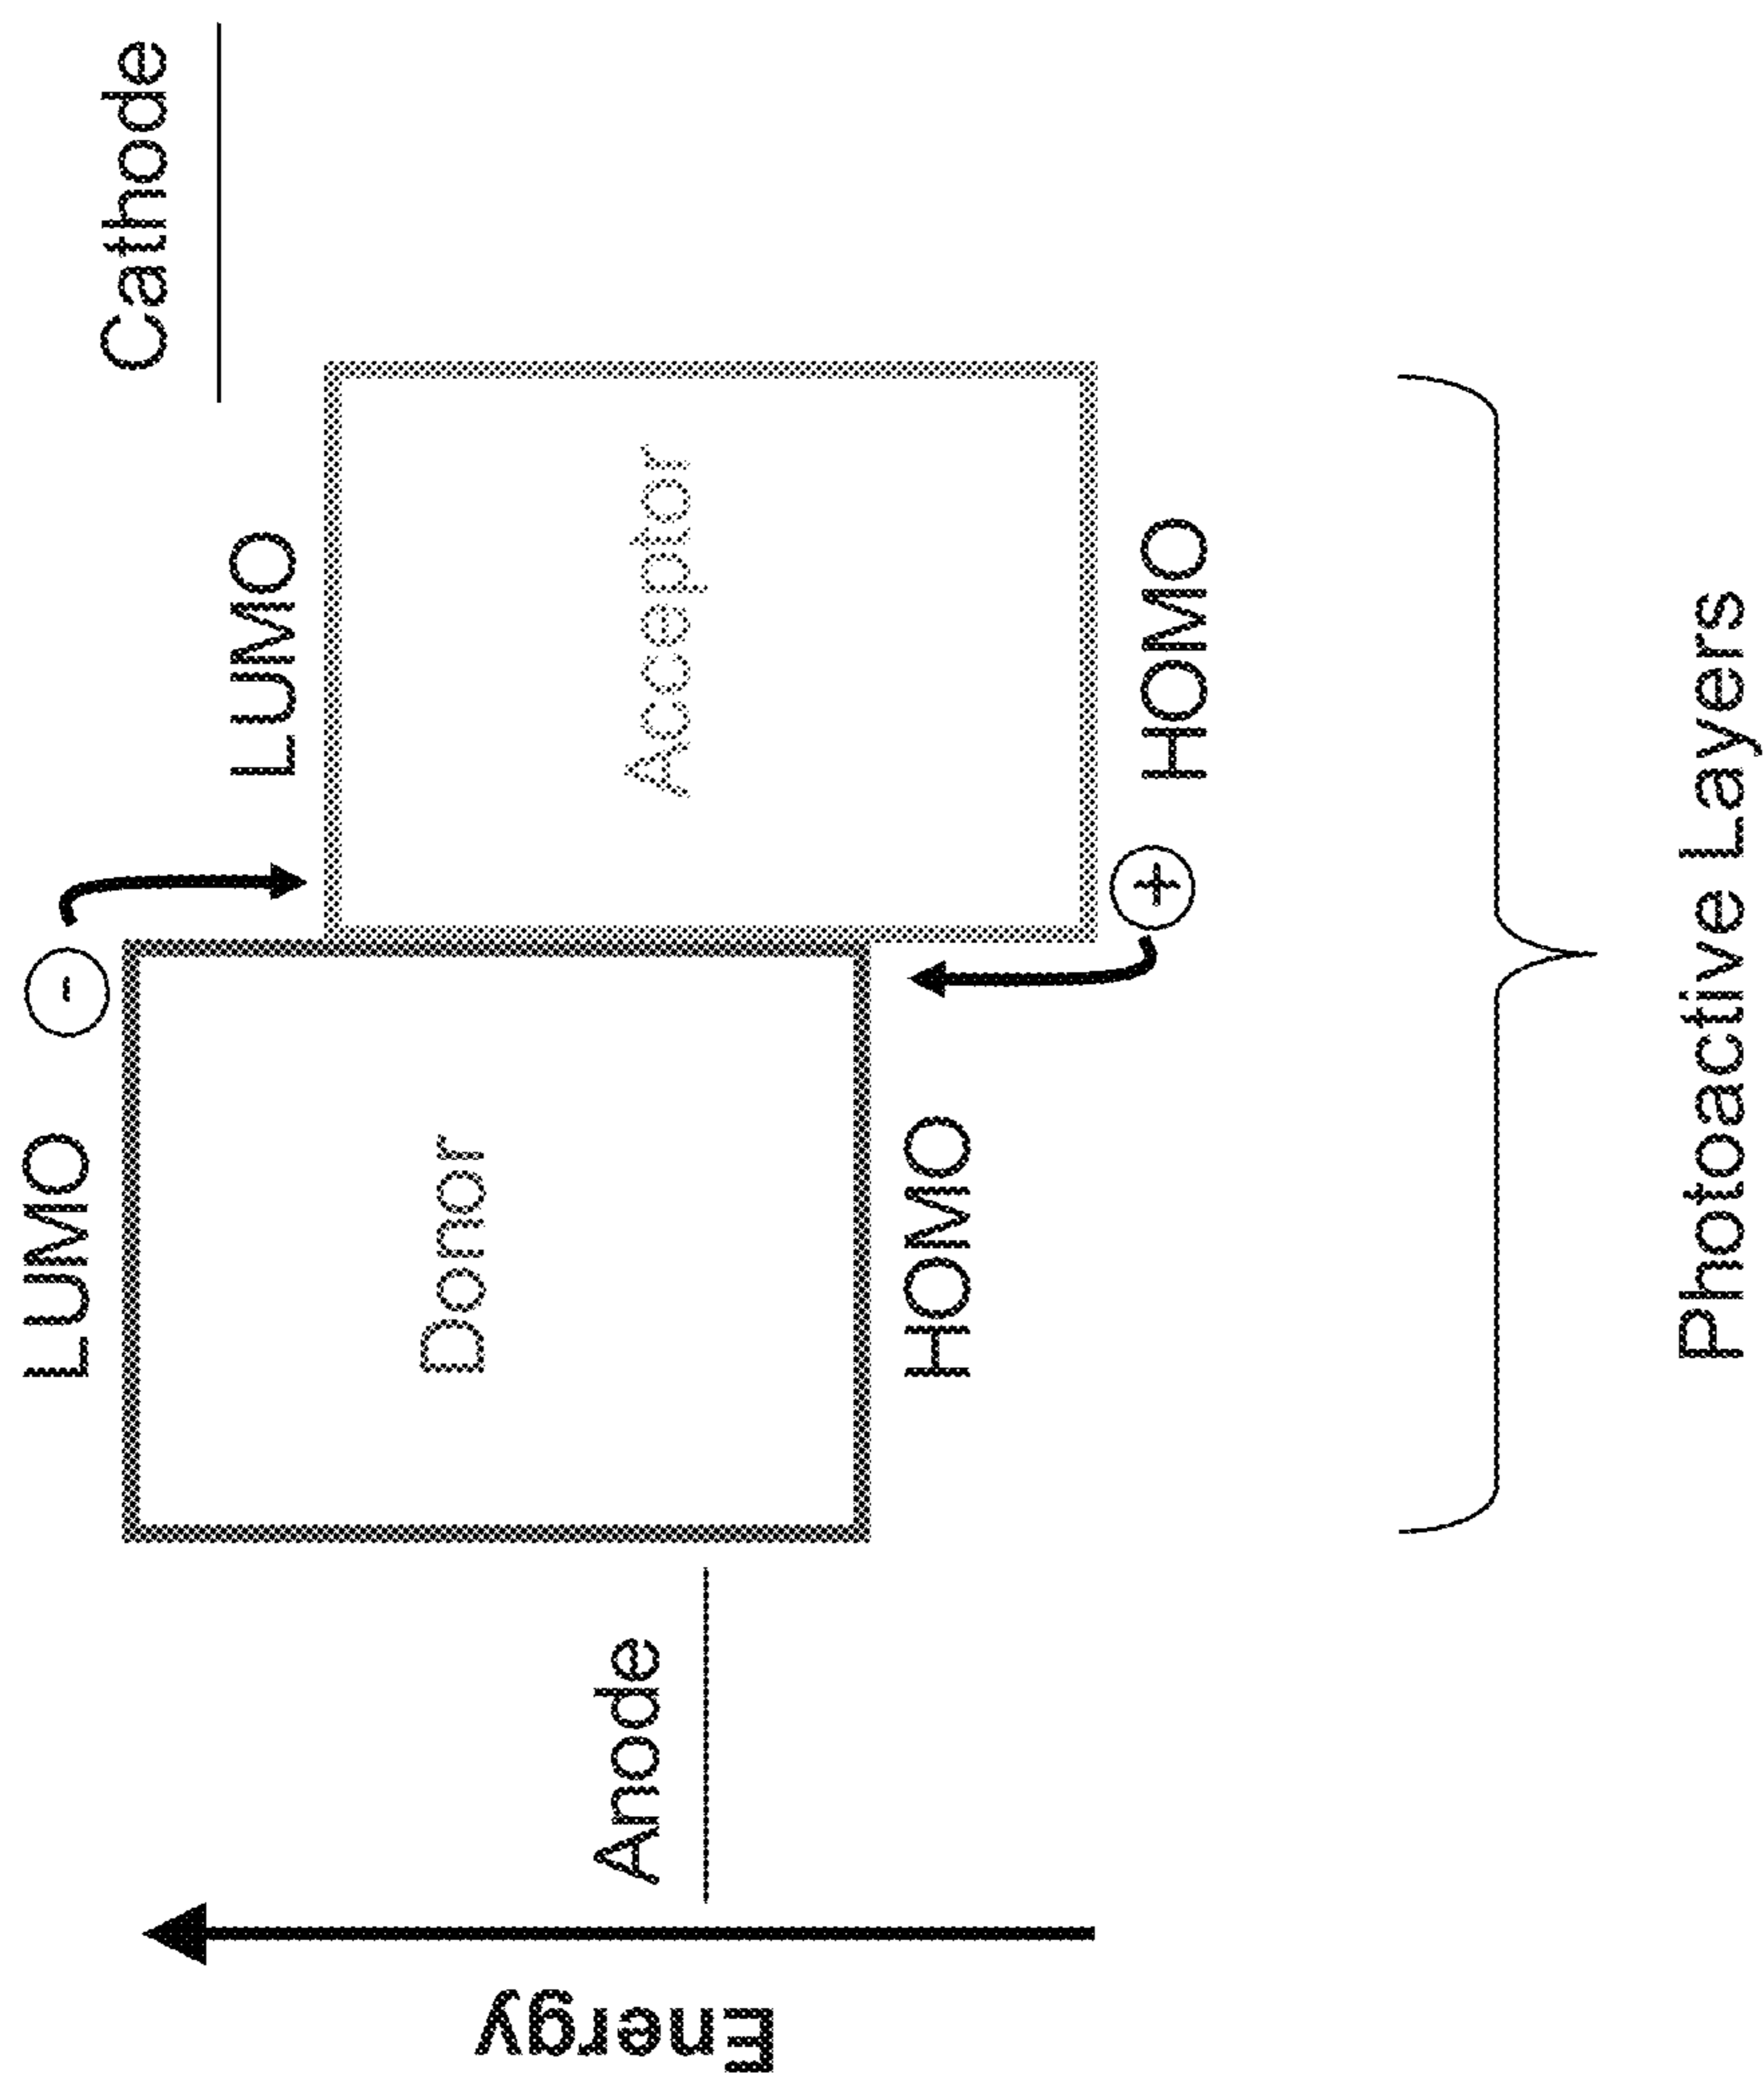 Energy
Anode
LUMO
-
Donor
HOMO
LUMO
Acceptor
+
HOMO
Cathode
Photoactive Layers